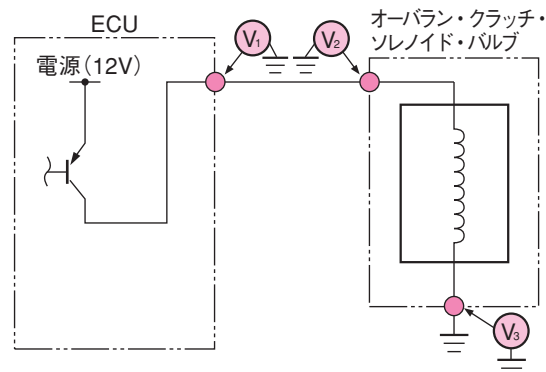 ECU
電源(12V)
V1
V2
オーバラン・クラッチ・
ソレノイド・バルブ
V3